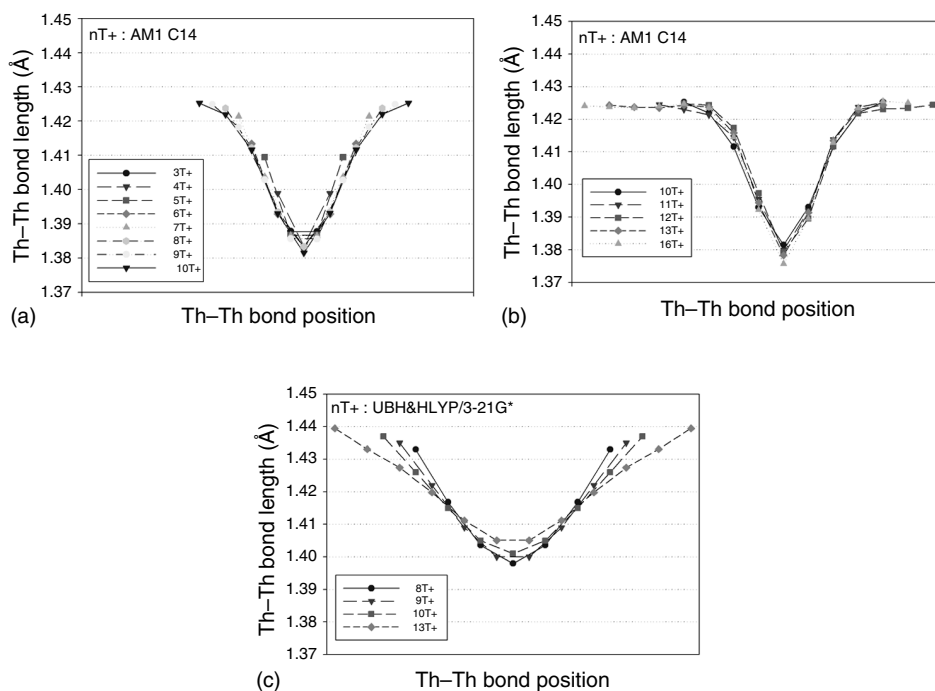 nT+ : AM1 C14
Th–Th bond length (Å)
1.45
1.44
1.43
1.42
1.41
1.40
1.39
1.38
1.37
3T+
4T+
5T+
6T+
7T+
8T+
9T+
10T+
(a)
Th–Th bond position
nT+ : AM1 C14
Th–Th bond length (Å)
1.45
1.44
1.43
1.42
1.41
1.40
1.39
1.38
1.37
10T+
11T+
12T+
13T+
16T+
(b)
Th–Th bond position
nT+ : UBH&HLYP/3-21G*
Th–Th bond length (Å)
1.45
1.44
1.43
1.42
1.41
1.40
1.39
1.38
1.37
8T+
9T+
10T+
13T+
(c)
Th–Th bond position